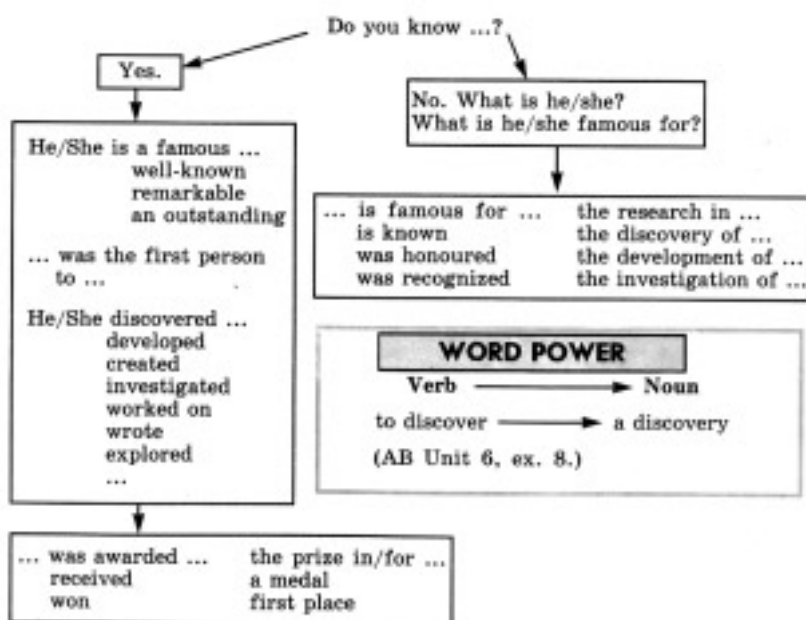 Do you know ...?
Yes.
He/She is a famous ...
well-known
remarkable
an outstanding
... was the first person
to ...
He/She discovered ...
developed
created
investigated
worked on
wrote
explored
...
... was awarded ... the prize in/for ...
received a medal
won first place
No. What is he/she?
What is he/she famous for?
... is famous for ... the research in ...
is known the discovery of ...
was honoured the development of ...
was recognized the investigation of ...
WORD POWER
Verb Noun
to discover a discovery
(AB Unit 6, ex. 8.)